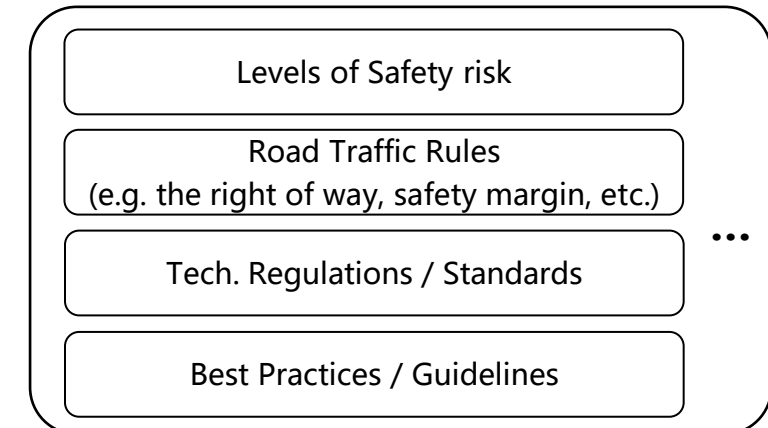 Levels of Safety risk
Road Traffic Rules
(e.g. the right of way, safety margin, etc.)
...
Tech. Regulations / Standards
Best Practices / Guidelines